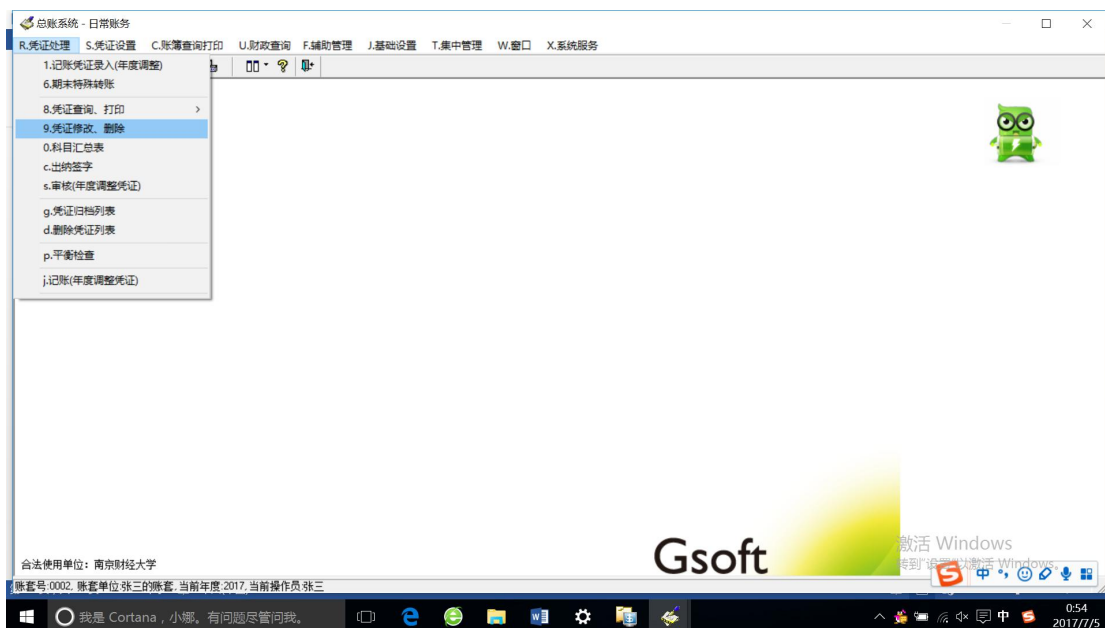 总账系统 - 日常账务
R.凭证处理 S.凭证设置 C.账簿查询打印 U.财政查询 F.辅助管理 J.基础设置 T.集中管理 W.窗口 X.系统服务
1.记账凭证录入(年度调整)
6.期末特殊转账
8.凭证查询、打印
9.凭证修改、删除
0.科目汇总表
c.出纳签字
s.审核(年度调整凭证)
g.凭证归档列表
d.删除凭证列表
p.平衡检查
j.记账(年度调整凭证)
Gsoft
激活 Windows
转到"设置"以激活 Windows。
合法使用单位：南京财经大学
中
账套号:0002, 账套单位:张三的账套, 当前年度:2017, 当前操作员:张三
我是 Cortana，小娜。有问题尽管问我。
中
0:54
2017/7/5